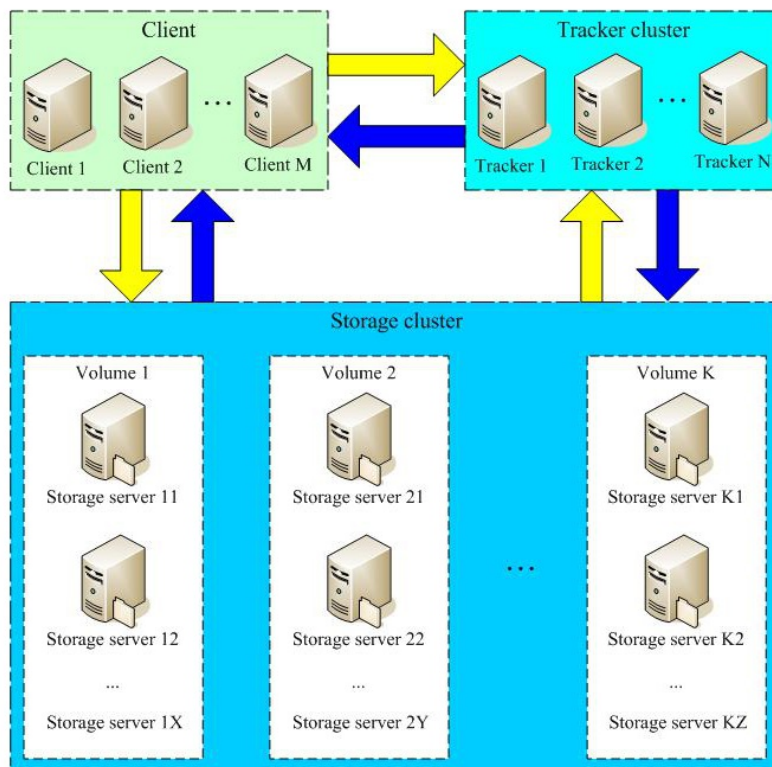 Client
Tracker cluster
...
...
Client 1
Client 2
Client M
Tracker 1
Tracker 2
Tracker N
Storage cluster
Volume 1
Volume 2
Volume K
Storage server 11
Storage server 21
Storage server K1
...
Storage server 12
Storage server 22
Storage server K2
...
...
...
Storage server 1X
Storage server 2Y
Storage server KZ